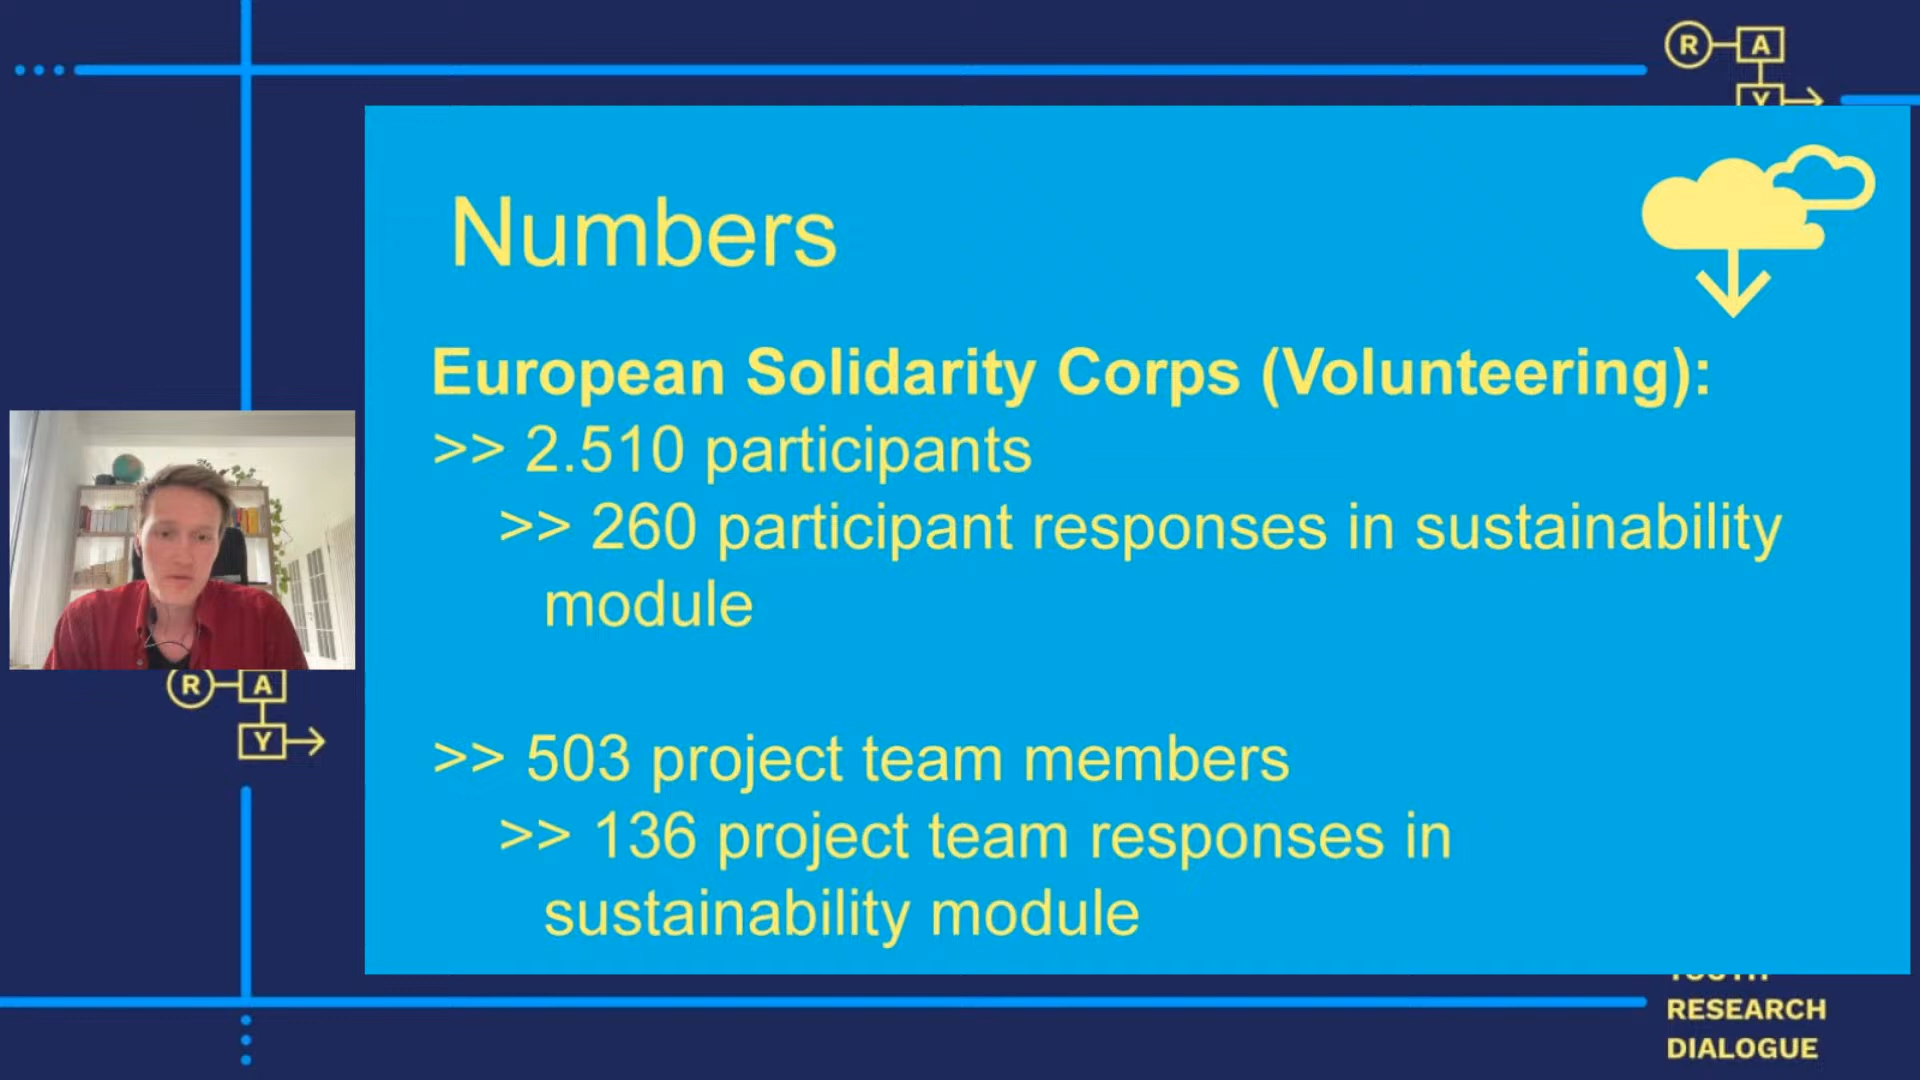 R A
Y
Numbers
European Solidarity Corps (Volunteering):
>> 2.510 participants
>> 260 participant responses in sustainability
module
>> 503 project team members
>> 136 project team responses in
sustainability module
R A
Y
YOUTH
RESEARCH
DIALOGUE